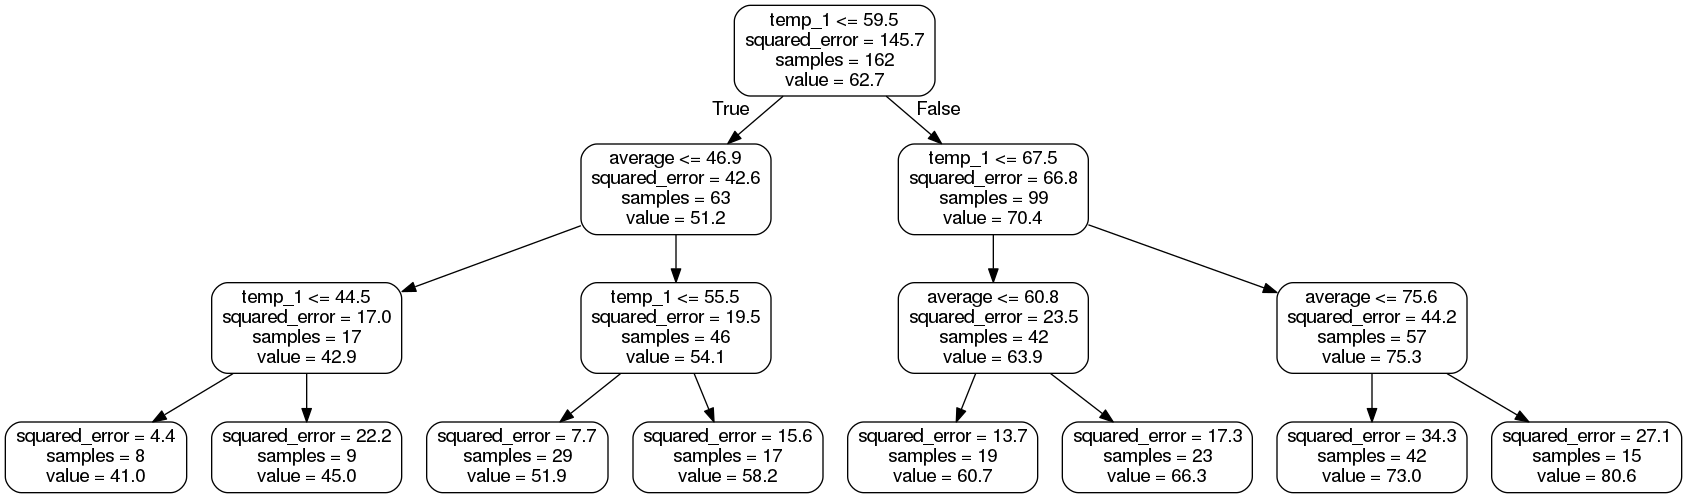 temp_1 <= 59.5
squared_error = 145.7
samples = 162
value = 62.7
True
False
average <= 46.9
squared_error = 42.6
samples = 63
value = 51.2
temp_1 <= 67.5
squared_error = 66.8
samples = 99
value = 70.4
temp_1 <= 44.5
squared_error = 17.0
samples = 17
value = 42.9
temp_1 <= 55.5
squared_error = 19.5
samples = 46
value = 54.1
average <= 60.8
squared_error = 23.5
samples = 42
value = 63.9
average <= 75.6
squared_error = 44.2
samples = 57
value = 75.3
squared_error = 4.4
samples = 8
value = 41.0
squared_error = 22.2
samples = 9
value = 45.0
squared_error = 7.7
samples = 29
value = 51.9
squared_error = 15.6
samples = 17
value = 58.2
squared_error = 13.7
samples = 19
value = 60.7
squared_error = 17.3
samples = 23
value = 66.3
squared_error = 34.3
samples = 42
value = 73.0
squared_error = 27.1
samples = 15
value = 80.6